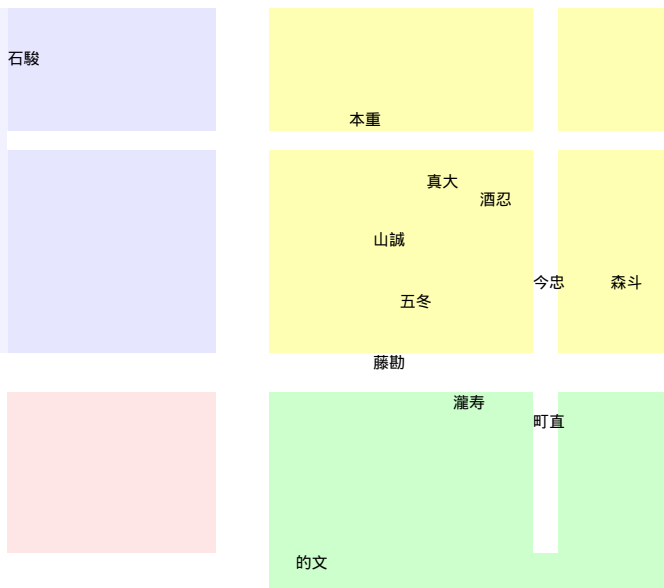 石駿
本重
真大
酒忍
山誠
今忠
森斗
五冬
藤勘
瀧寿
町直
的文